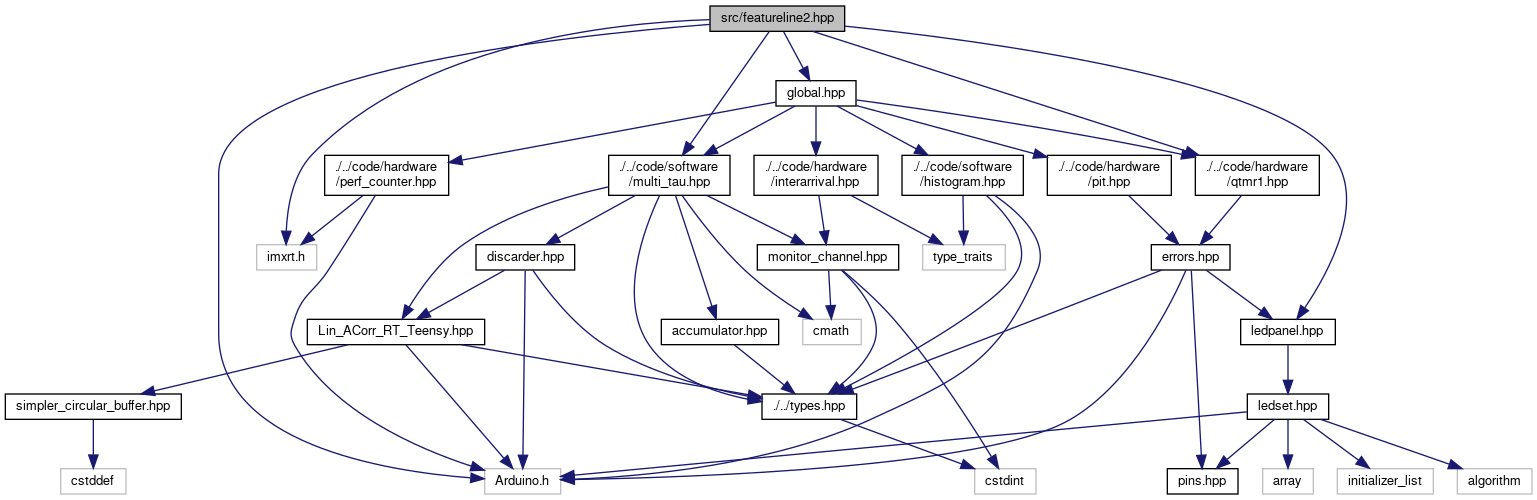 src/featureline2.hpp
global.hpp
./../code/hardware
/perf_counter.hpp
./../code/software
/multi_tau.hpp
./../code/hardware
/interarrival.hpp
./../code/software
/histogram.hpp
./../code/hardware
/pit.hpp
./../code/hardware
/qtmr1.hpp
imxrt.h
discarder.hpp
monitor_channel.hpp
type_traits
errors.hpp
Lin_ACorr_RT_Teensy.hpp
accumulator.hpp
cmath
ledpanel.hpp
simpler_circular_buffer.hpp
./../types.hpp
ledset.hpp
cstddef
Arduino.h
cstdint
pins.hpp
array
initializer_list
algorithm